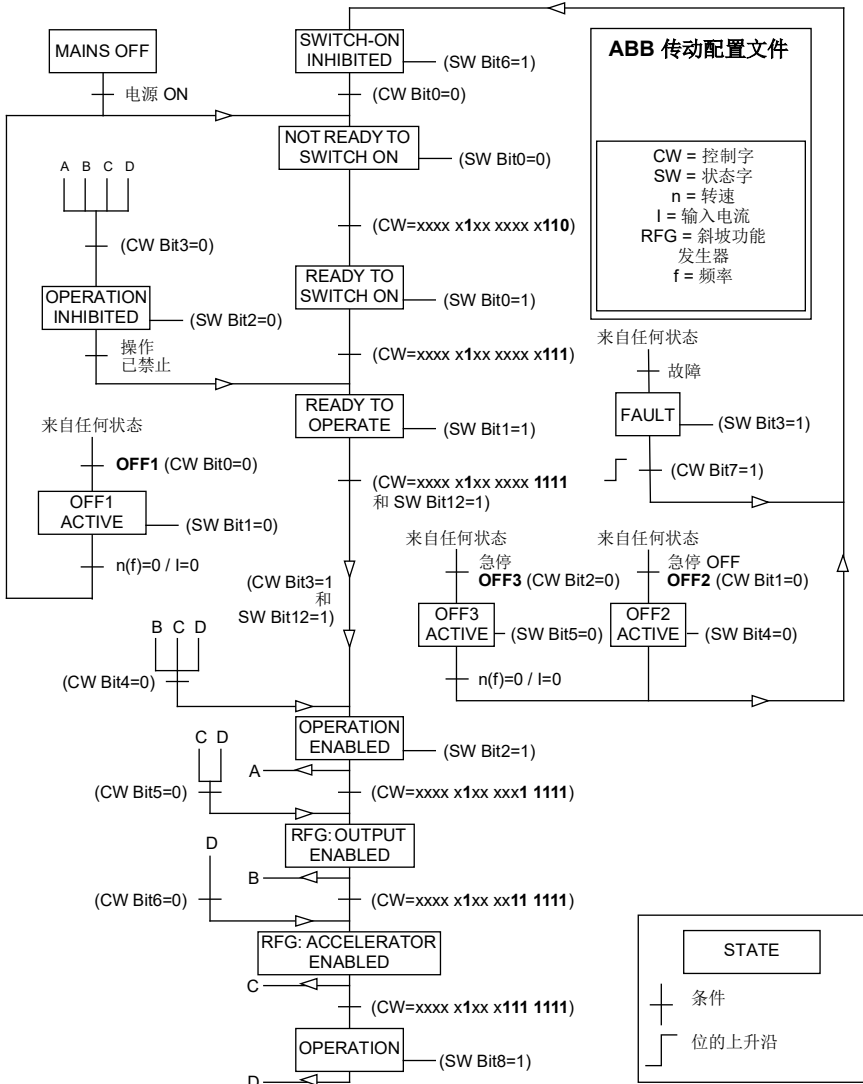 MAINS OFF
电源 ON
SWITCH-ON
INHIBITED
(SW Bit6=1)
(CW Bit0=0)
ABB 传动配置文件
CW = 控制字
SW = 状态字
n = 转速
I = 输入电流
RFG = 斜坡功能
发生器
f = 频率
NOT READY TO
SWITCH ON
(SW Bit0=0)
A B C D
(CW Bit3=0)
(CW=xxxx x1xx xxxx x110)
OPERATION
INHIBITED
(SW Bit2=0)
操作
已禁止
READY TO
SWITCH ON
(SW Bit0=1)
(CW=xxxx x1xx xxxx x111)
来自任何状态
故障
FAULT
(SW Bit3=1)
(CW Bit7=1)
READY TO
OPERATE
(SW Bit1=1)
(CW=xxxx x1xx xxxx 1111
和 SW Bit12=1)
来自任何状态
OFF1 (CW Bit0=0)
OFF1
ACTIVE
(SW Bit1=0)
n(f)=0 / I=0
(CW Bit3=1
和
SW Bit12=1)
来自任何状态
急停
OFF3 (CW Bit2=0)
OFF3
ACTIVE
(SW Bit5=0)
n(f)=0 / I=0
来自任何状态
急停 OFF
OFF2 (CW Bit1=0)
OFF2
ACTIVE
(SW Bit4=0)
B C D
(CW Bit4=0)
OPERATION
ENABLED
(SW Bit2=1)
A
(CW=xxxx x1xx xxx1 1111)
C D
(CW Bit5=0)
RFG: OUTPUT
ENABLED
B
(CW=xxxx x1xx xx11 1111)
D
(CW Bit6=0)
RFG: ACCELERATOR
ENABLED
C
(CW=xxxx x1xx x111 1111)
OPERATION
(SW Bit8=1)
D
STATE
条件
位的上升沿